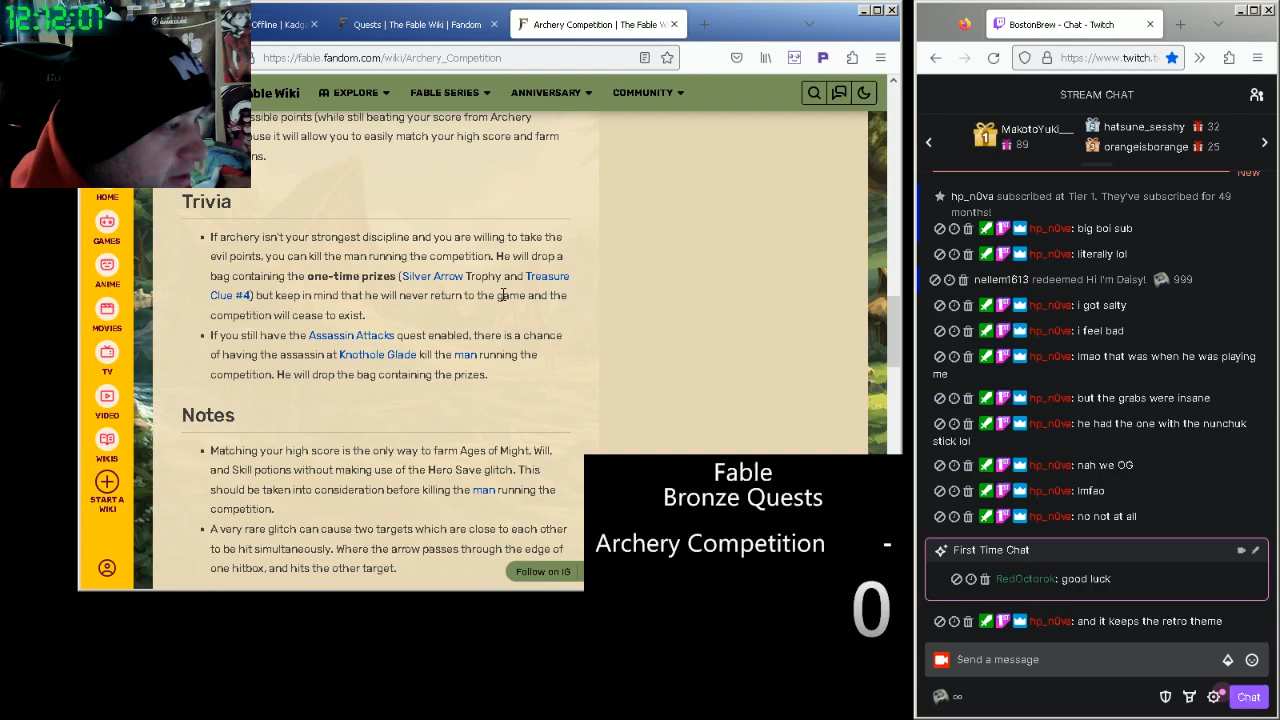 12:12:01
Offline | Kadg
Quests | The Fable Wiki | Fandom
Archery Competition | The Fable W
BostonBrew - Chat - Twitch
https://fable.fandom.com/wiki/Archery_Competition
https://www.twitch.t
ble Wiki
EXPLORE
FABLE SERIES
ANNIVERSARY
COMMUNITY
HOME
GAMES
ANIME
MOVIES
TV
VIDEO
WIKIS
START A
WIKI
ssible points (while still beating your score from Archery
use it will allow you to easily match your high score and farm
ns.
Trivia
If archery isn't your strongest discipline and you are willing to take the
evil points, you can kill the man running the competition. He will drop a
bag containing the one-time prizes (Silver Arrow Trophy and Treasure
Clue #4) but keep in mind that he will never return to the game and the
competition will cease to exist.
If you still have the Assassin Attacks quest enabled, there is a chance
of having the assassin at Knothole Glade kill the man running the
competition. He will drop the bag containing the prizes.
Notes
Matching your high score is the only way to farm Ages of Might, Will,
and Skill potions without making use of the Hero Save glitch. This
should be taken into consideration before killing the man running the
competition.
A very rare glitch can cause two targets which are close to each other
to be hit simultaneously. Where the arrow passes through the edge of
one hitbox, and hits the other target.
Follow on IG
Fable
Bronze Quests
Archery Competition -
0
STREAM CHAT
1 MakotoYuki___
89
hatsune_sesshy 32
orangeisborange 25
New
hp_n0va subscribed at Tier 1. They've subscribed for 49
months!
hp_n0va: big boi sub
hp_n0va: literally lol
nellem1613 redeemed Hi I'm Daisy! 999
hp_n0va: i got salty
hp_n0va: i feel bad
hp_n0va: lmao that was when he was playing
me
hp_n0va: but the grabs were insane
hp_n0va: he had the one with the nunchuk
stick lol
hp_n0va: nah we OG
hp_n0va: lmfao
hp_n0va: no not at all
First Time Chat
RedOctorok: good luck
hp_n0va: and it keeps the retro theme
Send a message
∞
Chat